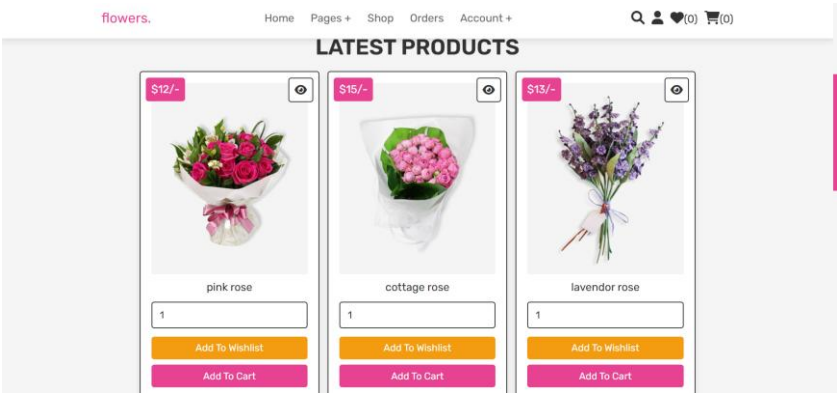 flowers.
Home Pages + Shop Orders Account +
(0) (0)
LATEST PRODUCTS
$12/-
$15/-
$13/-
pink rose
cottage rose
lavendor rose
1
1
1
Add To Wishlist
Add To Wishlist
Add To Wishlist
Add To Cart
Add To Cart
Add To Cart